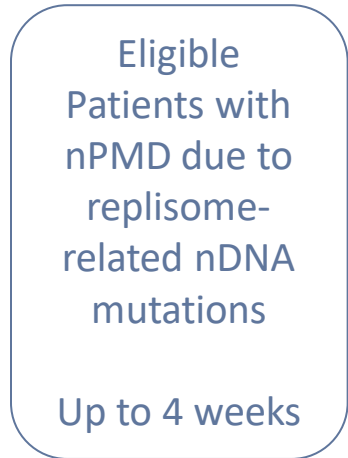 Eligible
Patients with
nPMD due to
replisome-
related nDNA
mutations
Up to 4 weeks